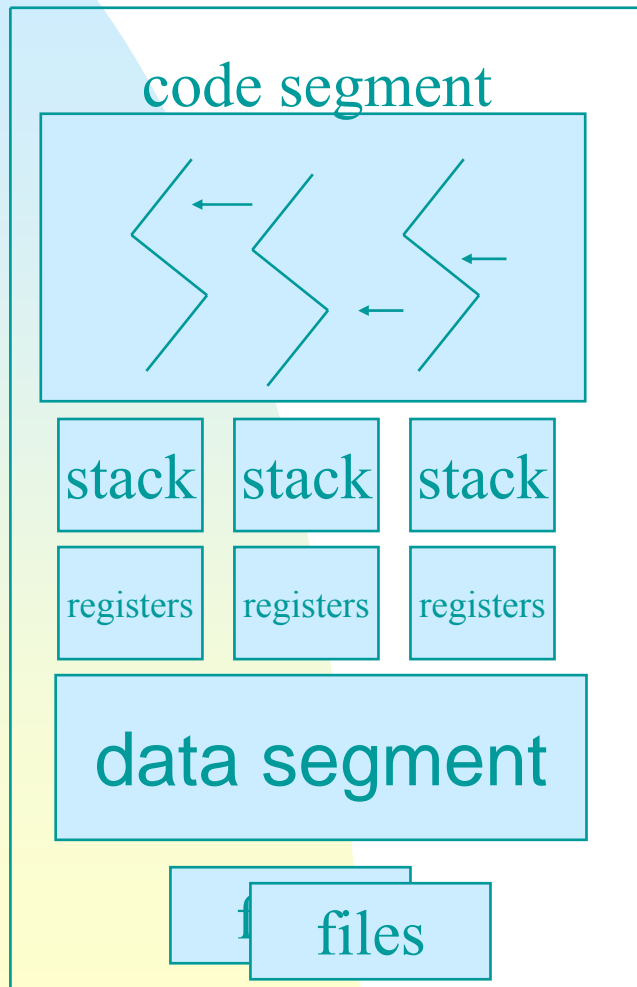 code segment
stack stack stack
registers registers registers
data segment
files